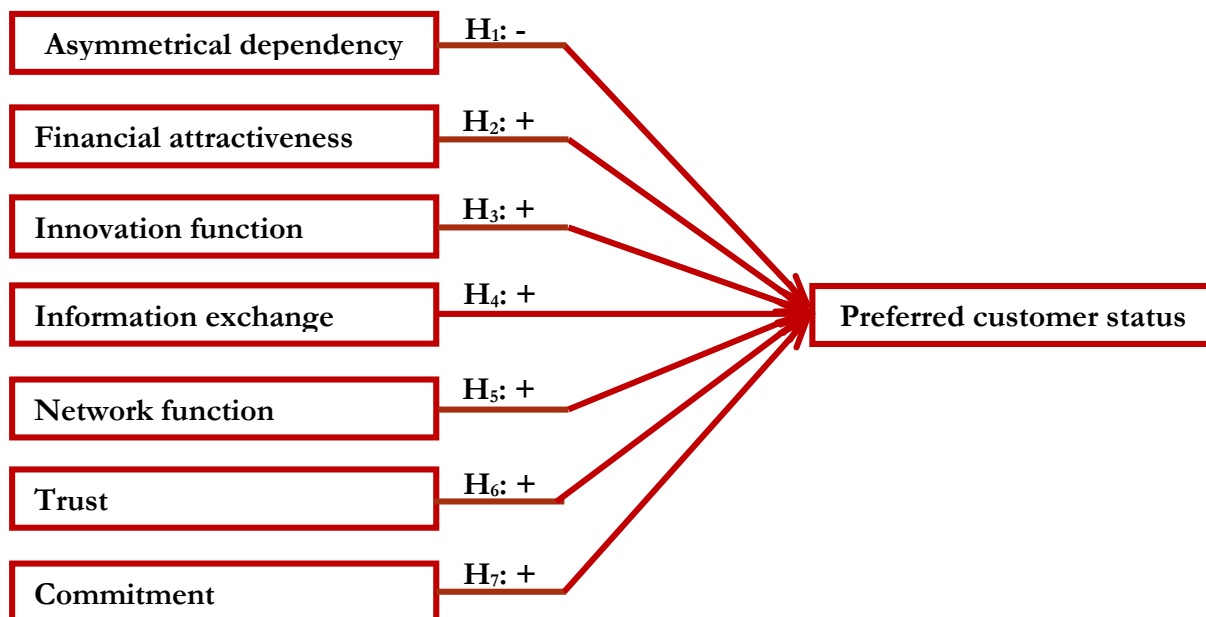 Asymmetrical dependency
H₁: -
Financial attractiveness
H₂: +
Innovation function
H₃: +
Information exchange
H₄: +
Preferred customer status
Network function
H₅: +
Trust
H₆: +
Commitment
H₇: +